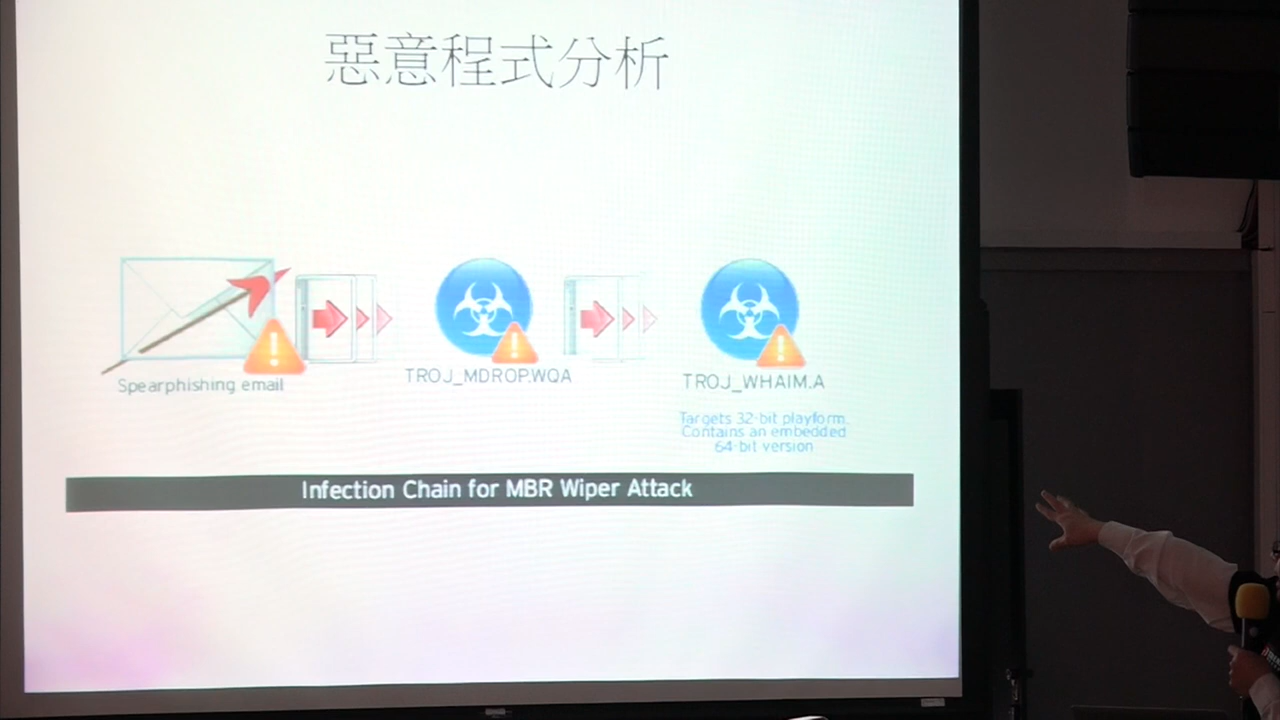 惡意程式分析
Spearphishing email
TROJ_MDROP.WQA
TROJ_WHAIM.A
Targets 32-bit playform.
Contains an embedded
64-bit version
Infection Chain for MBR Wiper Attack